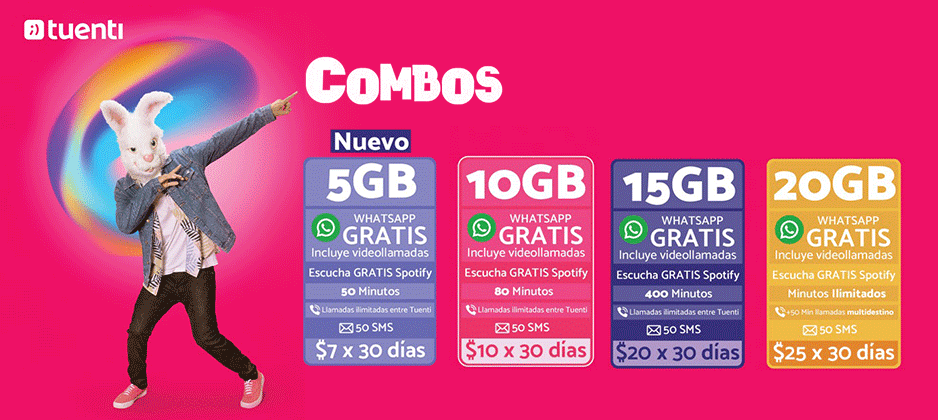 tuenti
COMBOS
Nuevo
5GB
WHATSAPP
GRATIS
Incluye videollamadas
Escucha GRATIS Spotify
50 Minutos
Llamadas ilimitadas entre Tuenti
50 SMS
$7 x 30 días
10GB
WHATSAPP
GRATIS
Incluye videollamadas
Escucha GRATIS Spotify
80 Minutos
Llamadas ilimitadas entre Tuenti
50 SMS
$10 x 30 días
15GB
WHATSAPP
GRATIS
Incluye videollamadas
Escucha GRATIS Spotify
400 Minutos
Llamadas ilimitadas entre Tuenti
50 SMS
$20 x 30 días
20GB
WHATSAPP
GRATIS
Incluye videollamadas
Escucha GRATIS Spotify
Minutos Ilimitados
+50 Min llamadas multidestino
50 SMS
$25 x 30 días